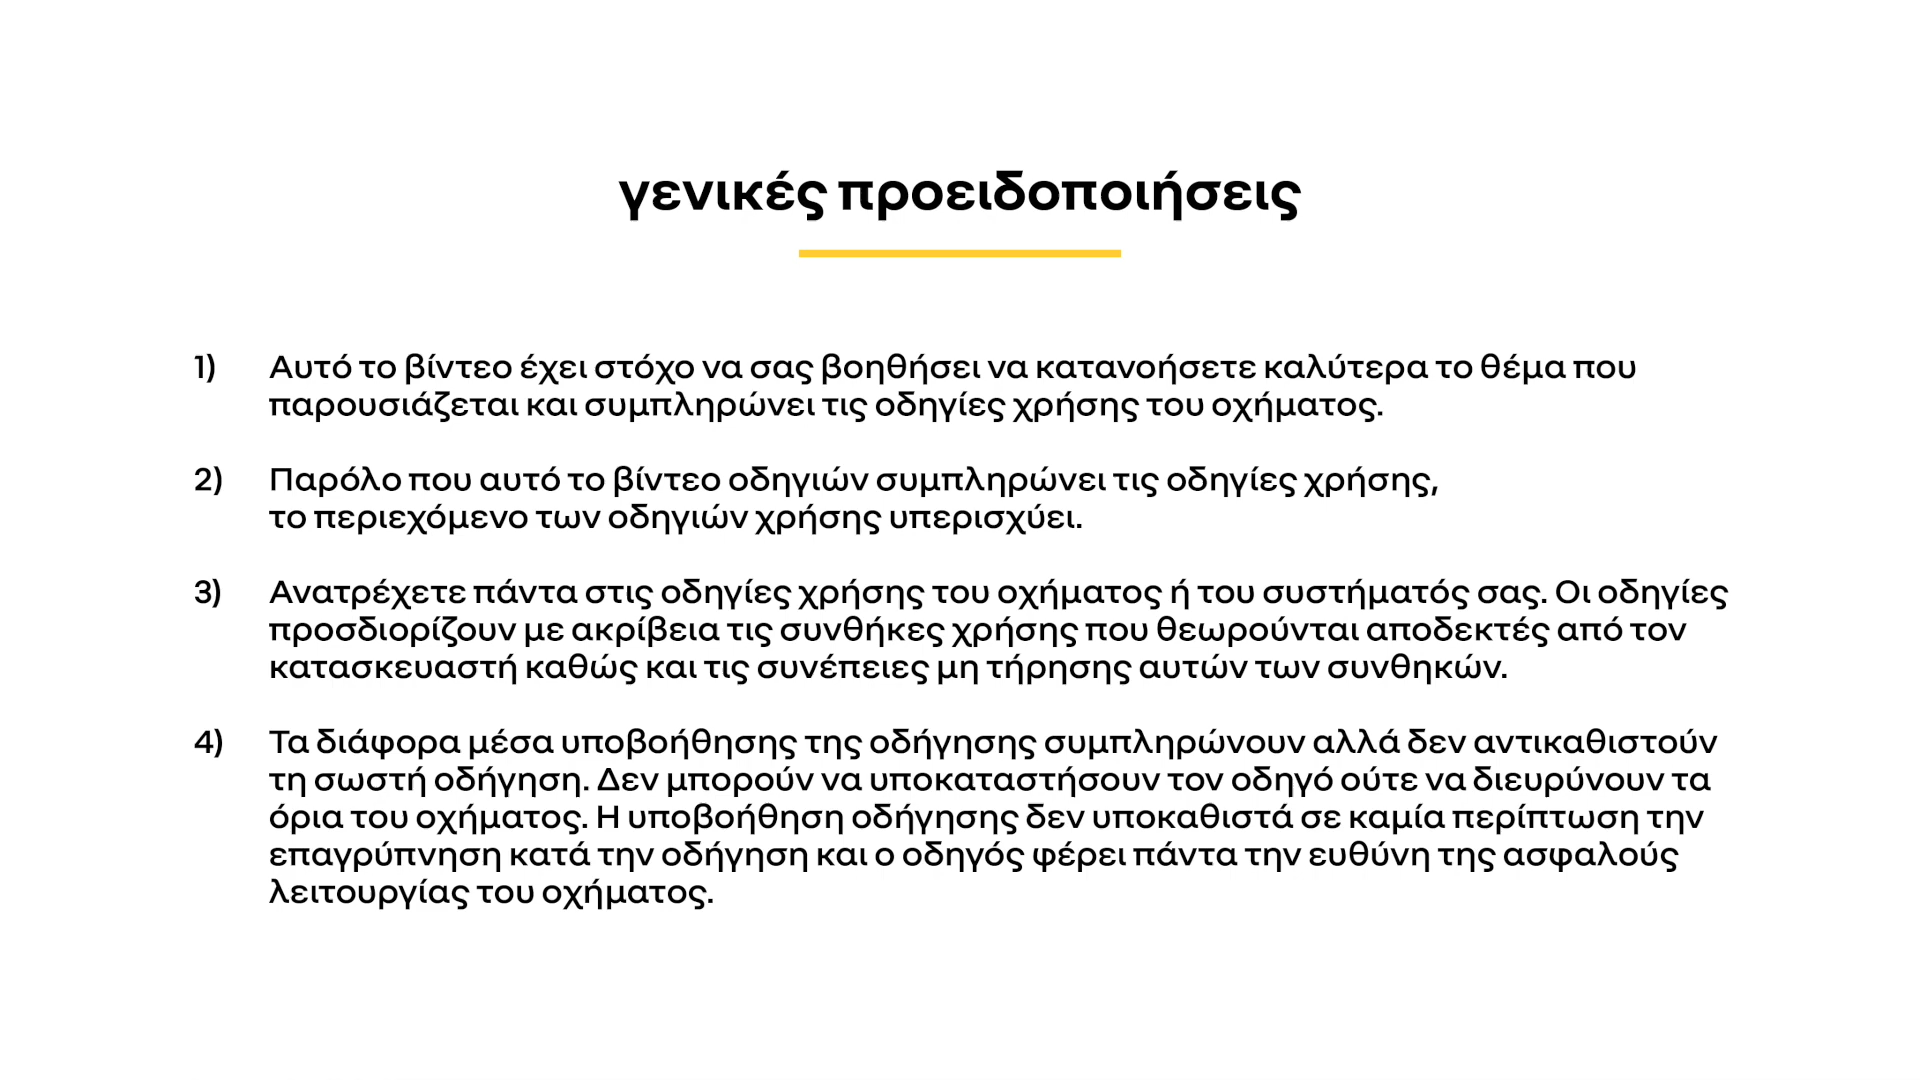 γενικές προειδοποιήσεις
1) Αυτό το βίντεο έχει στόχο να σας βοηθήσει να κατανοήσετε καλύτερα το θέμα που
παρουσιάζεται και συμπληρώνει τις οδηγίες χρήσης του οχήματος.
2) Παρόλο που αυτό το βίντεο οδηγιών συμπληρώνει τις οδηγίες χρήσης,
το περιεχόμενο των οδηγιών χρήσης υπερισχύει.
3) Ανατρέχετε πάντα στις οδηγίες χρήσης του οχήματος ή του συστήματός σας. Οι οδηγίες
προσδιορίζουν με ακρίβεια τις συνθήκες χρήσης που θεωρούνται αποδεκτές από τον
κατασκευαστή καθώς και τις συνέπειες μη τήρησης αυτών των συνθηκών.
4) Τα διάφορα μέσα υποβοήθησης της οδήγησης συμπληρώνουν αλλά δεν αντικαθιστούν
τη σωστή οδήγηση. Δεν μπορούν να υποκαταστήσουν τον οδηγό ούτε να διευρύνουν τα
όρια του οχήματος. Η υποβοήθηση οδήγησης δεν υποκαθιστά σε καμία περίπτωση την
επαγρύπνηση κατά την οδήγηση και ο οδηγός φέρει πάντα την ευθύνη της ασφαλούς
λειτουργίας του οχήματος.